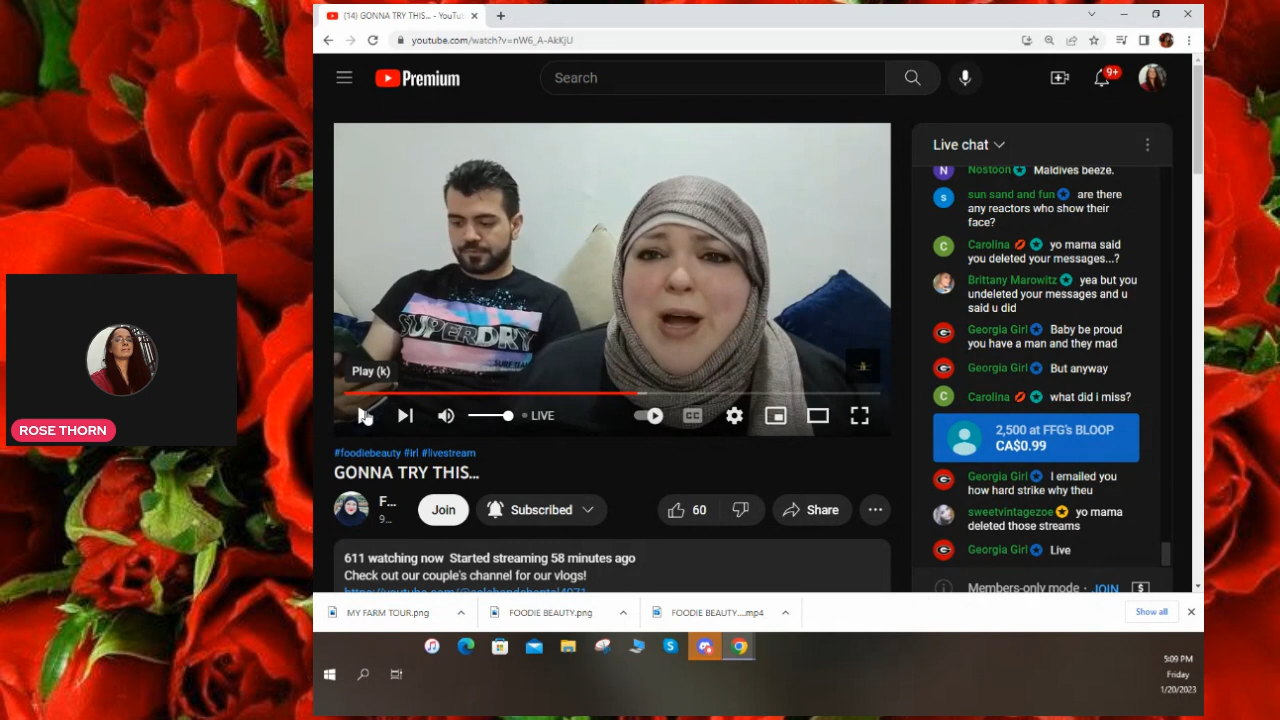 (14) GONNA TRY THIS... - YouTu
youtube.com/watch?v=nW6_A-AkKjU
Premium
Search
9+
Live chat
N Nostoon Maldives beeze.
s sun sand and fun are there
any reactors who show their
face?
C Carolina yo mama said
you deleted your messages...?
Brittany Marowitz yea but you
undeleted your messages and u
said u did
Georgia Girl Baby be proud
you have a man and they mad
Georgia Girl But anyway
C Carolina what did i miss?
2,500 at FFG's BLOOP
CA$0.99
Georgia Girl I emailed you
how hard strike why theu
sweetvintagezoe yo mama
deleted those streams
Georgia Girl Live
Members-only mode · JOIN
SUPERDRY
SURF TEAM
Play (k)
LIVE
CC
ROSE THORN
#foodiebeauty #irl #livestream
GONNA TRY THIS...
F...
9...
Join
Subscribed
60
Share
611 watching now Started streaming 58 minutes ago
Check out our couple's channel for our vlogs!
MY FARM TOUR.png
FOODIE BEAUTY.png
FOODIE BEAUTY....mp4
Show all
5:09 PM
Friday
1/20/2023